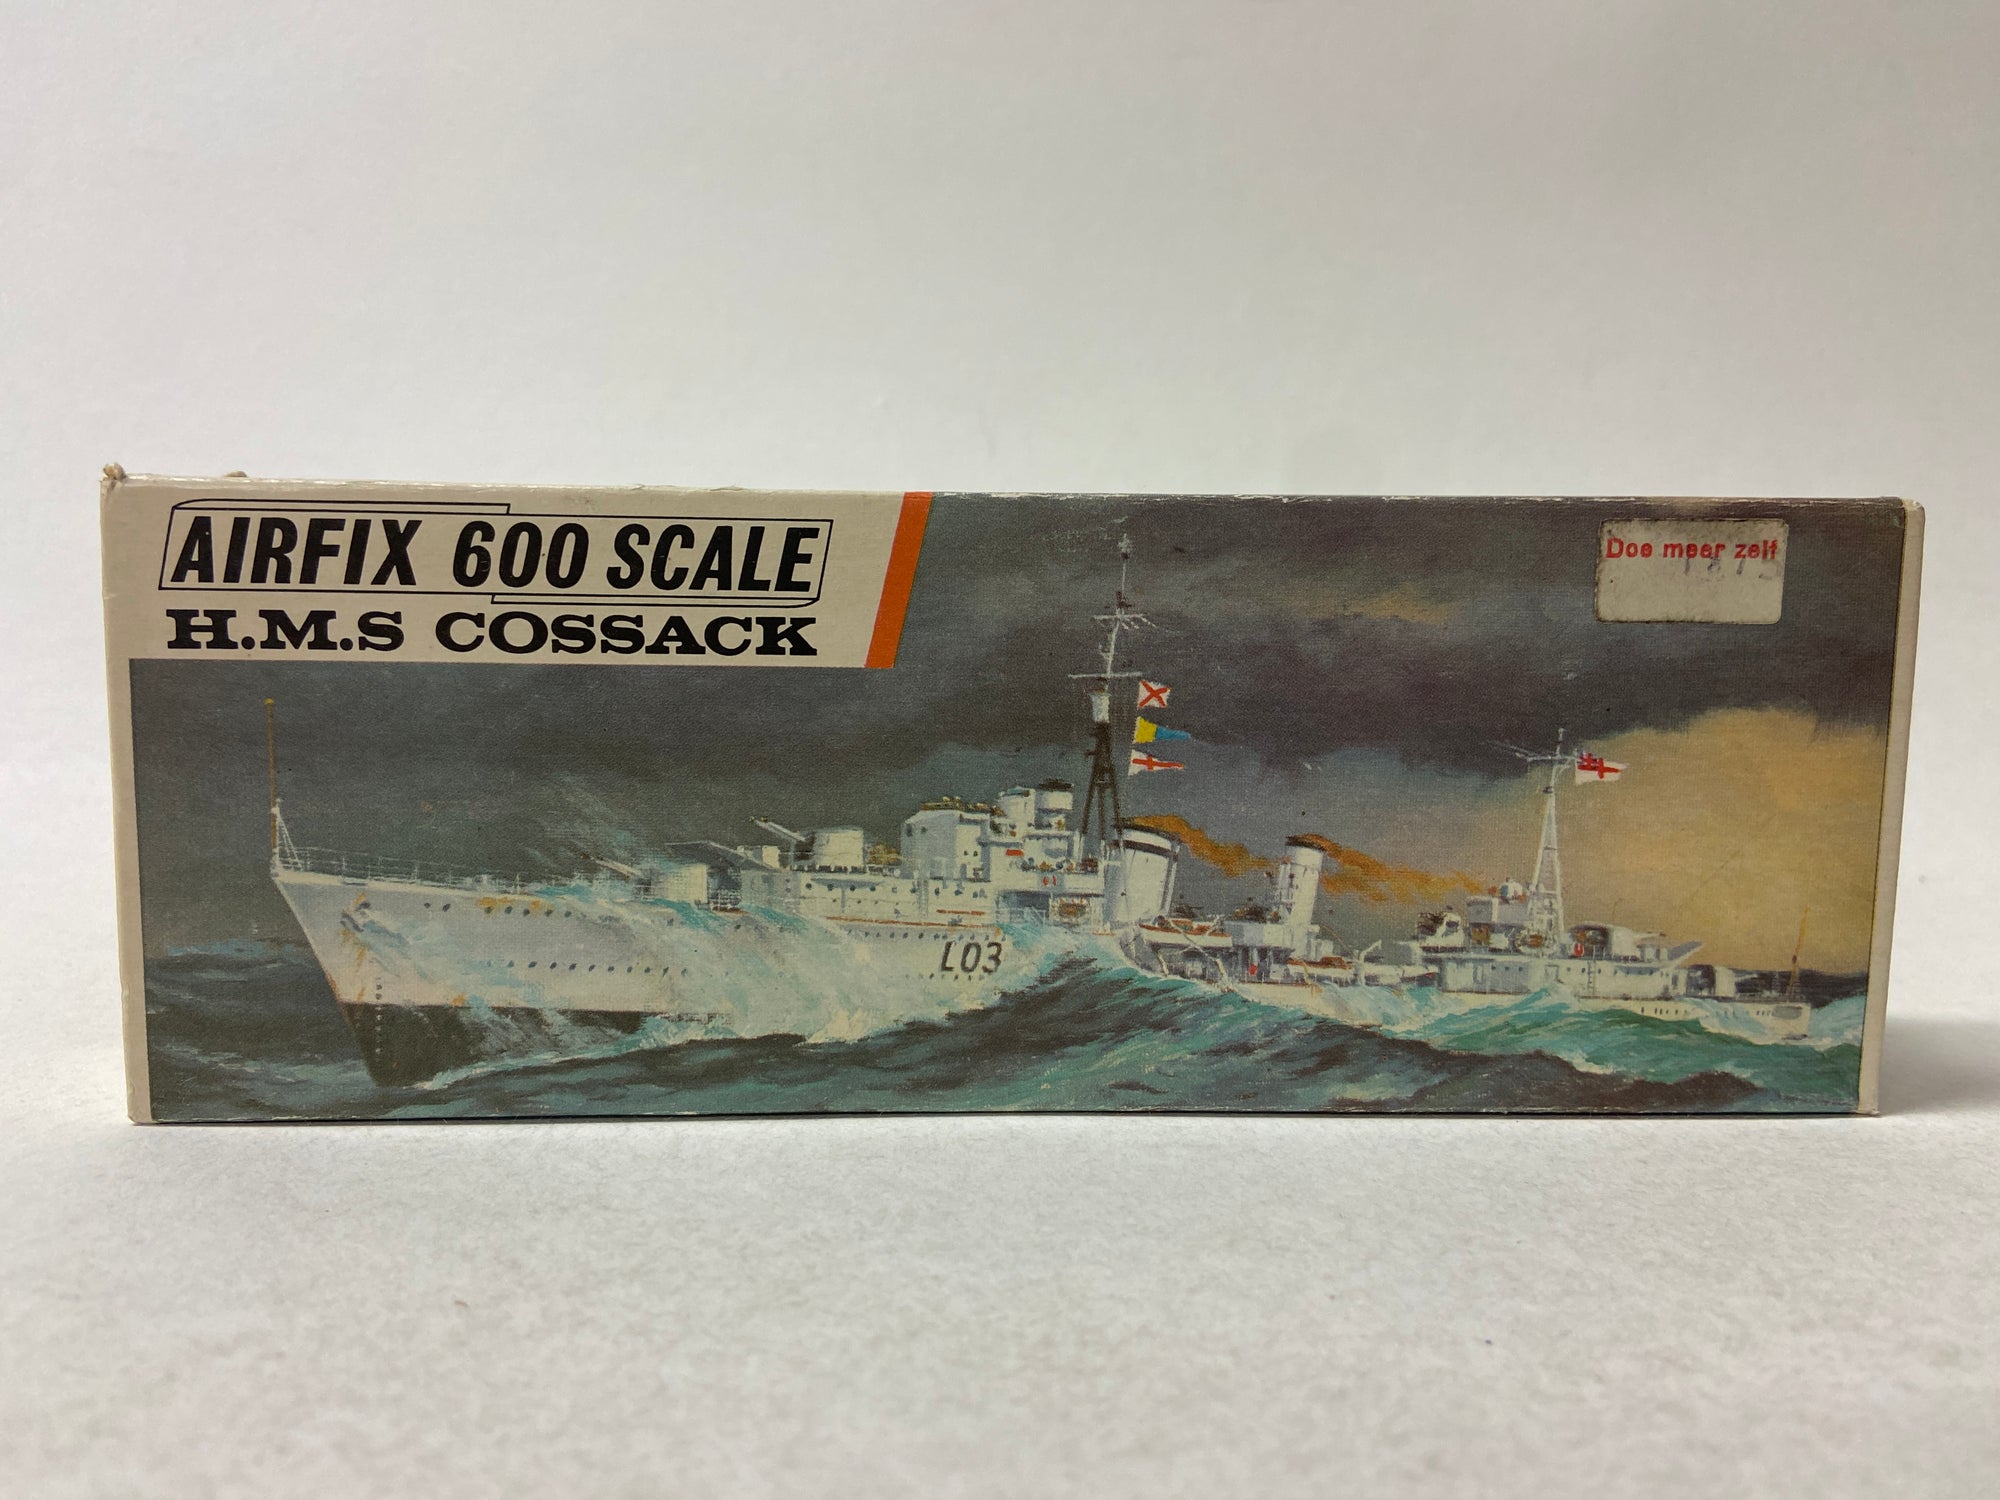 AIRFIX 600 SCALE
H.M.S COSSACK
Doe meer zelf
L03